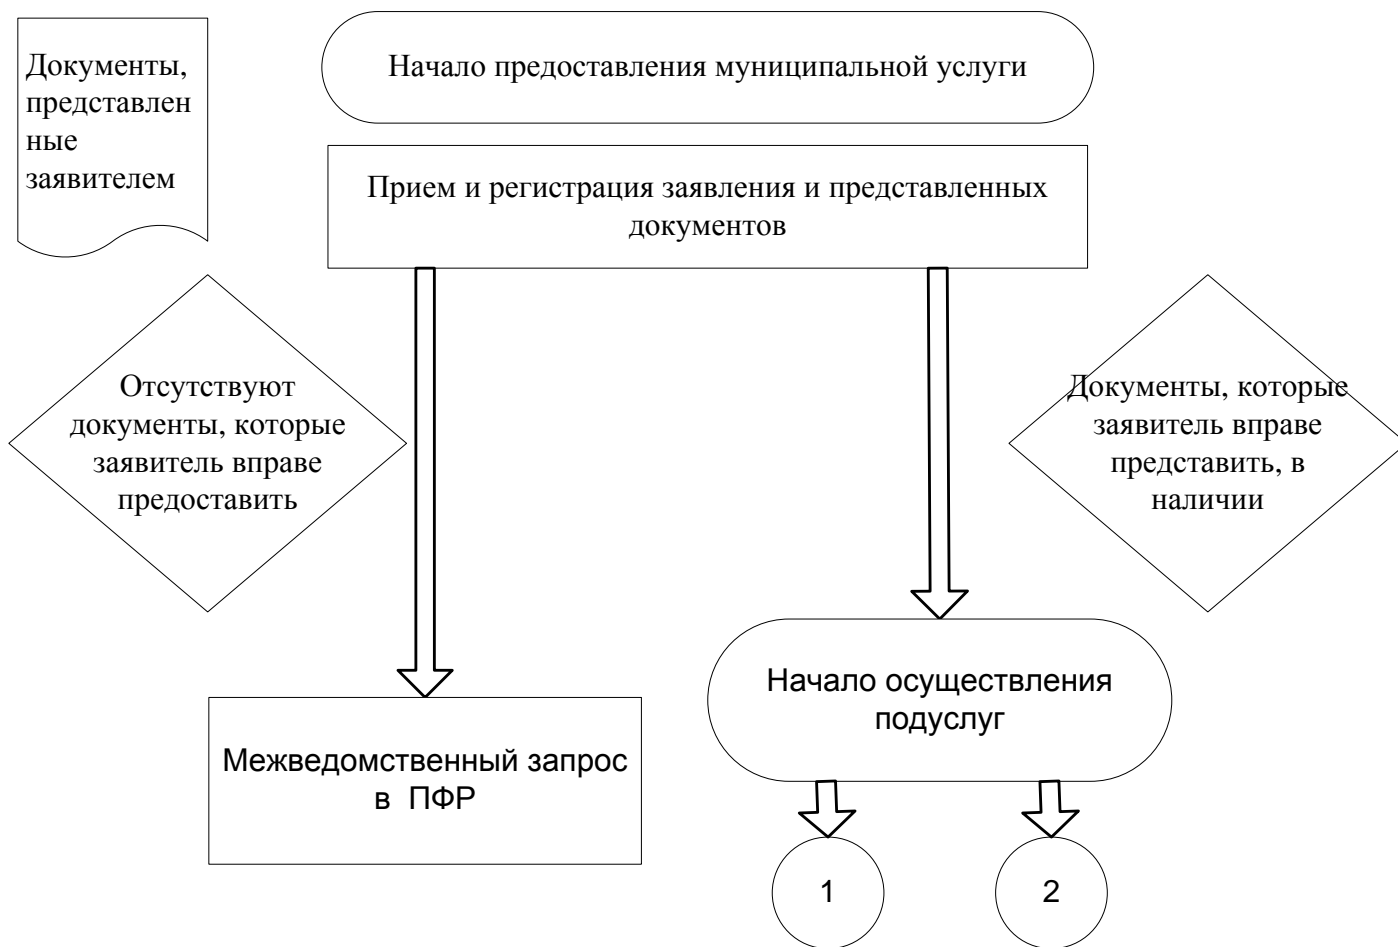 Документы,
представлен
ные
заявителем
Начало предоставления муниципальной услуги
Прием и регистрация заявления и представленных
документов
Отсутствуют
документы, которые
заявитель вправе
предоставить
Документы, которые
заявитель вправе
представить, в
наличии
Межведомственный запрос
в ПФР
Начало осуществления
подуслуг
1
2